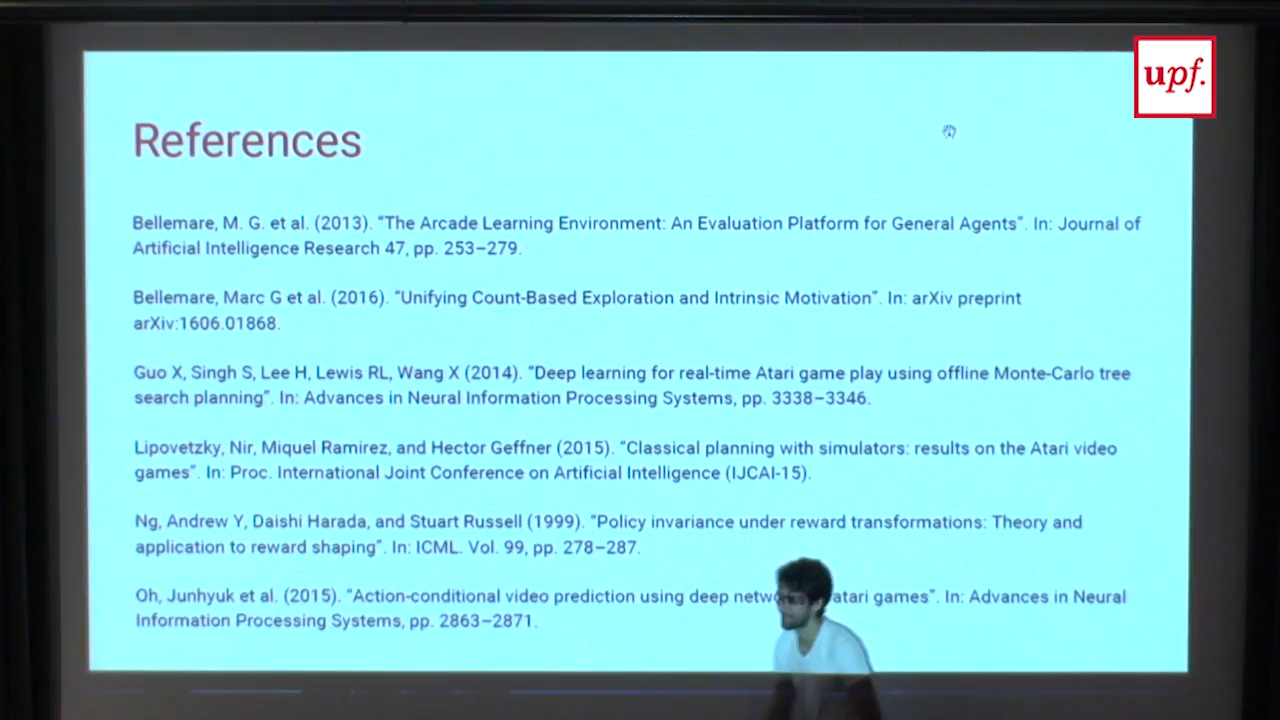 upf.
References
Bellemare, M. G. et al. (2013). “The Arcade Learning Environment: An Evaluation Platform for General Agents”. In: Journal of
Artificial Intelligence Research 47, pp. 253–279.
Bellemare, Marc G et al. (2016). “Unifying Count-Based Exploration and Intrinsic Motivation”. In: arXiv preprint
arXiv:1606.01868.
Guo X, Singh S, Lee H, Lewis RL, Wang X (2014). “Deep learning for real-time Atari game play using offline Monte-Carlo tree
search planning”. In: Advances in Neural Information Processing Systems, pp. 3338–3346.
Lipovetzky, Nir, Miquel Ramirez, and Hector Geffner (2015). “Classical planning with simulators: results on the Atari video
games”. In: Proc. International Joint Conference on Artificial Intelligence (IJCAI-15).
Ng, Andrew Y, Daishi Harada, and Stuart Russell (1999). “Policy invariance under reward transformations: Theory and
application to reward shaping”. In: ICML. Vol. 99, pp. 278–287.
Oh, Junhyuk et al. (2015). “Action-conditional video prediction using deep atari games”. In: Advances in Neural
Information Processing Systems, pp. 2863–2871.